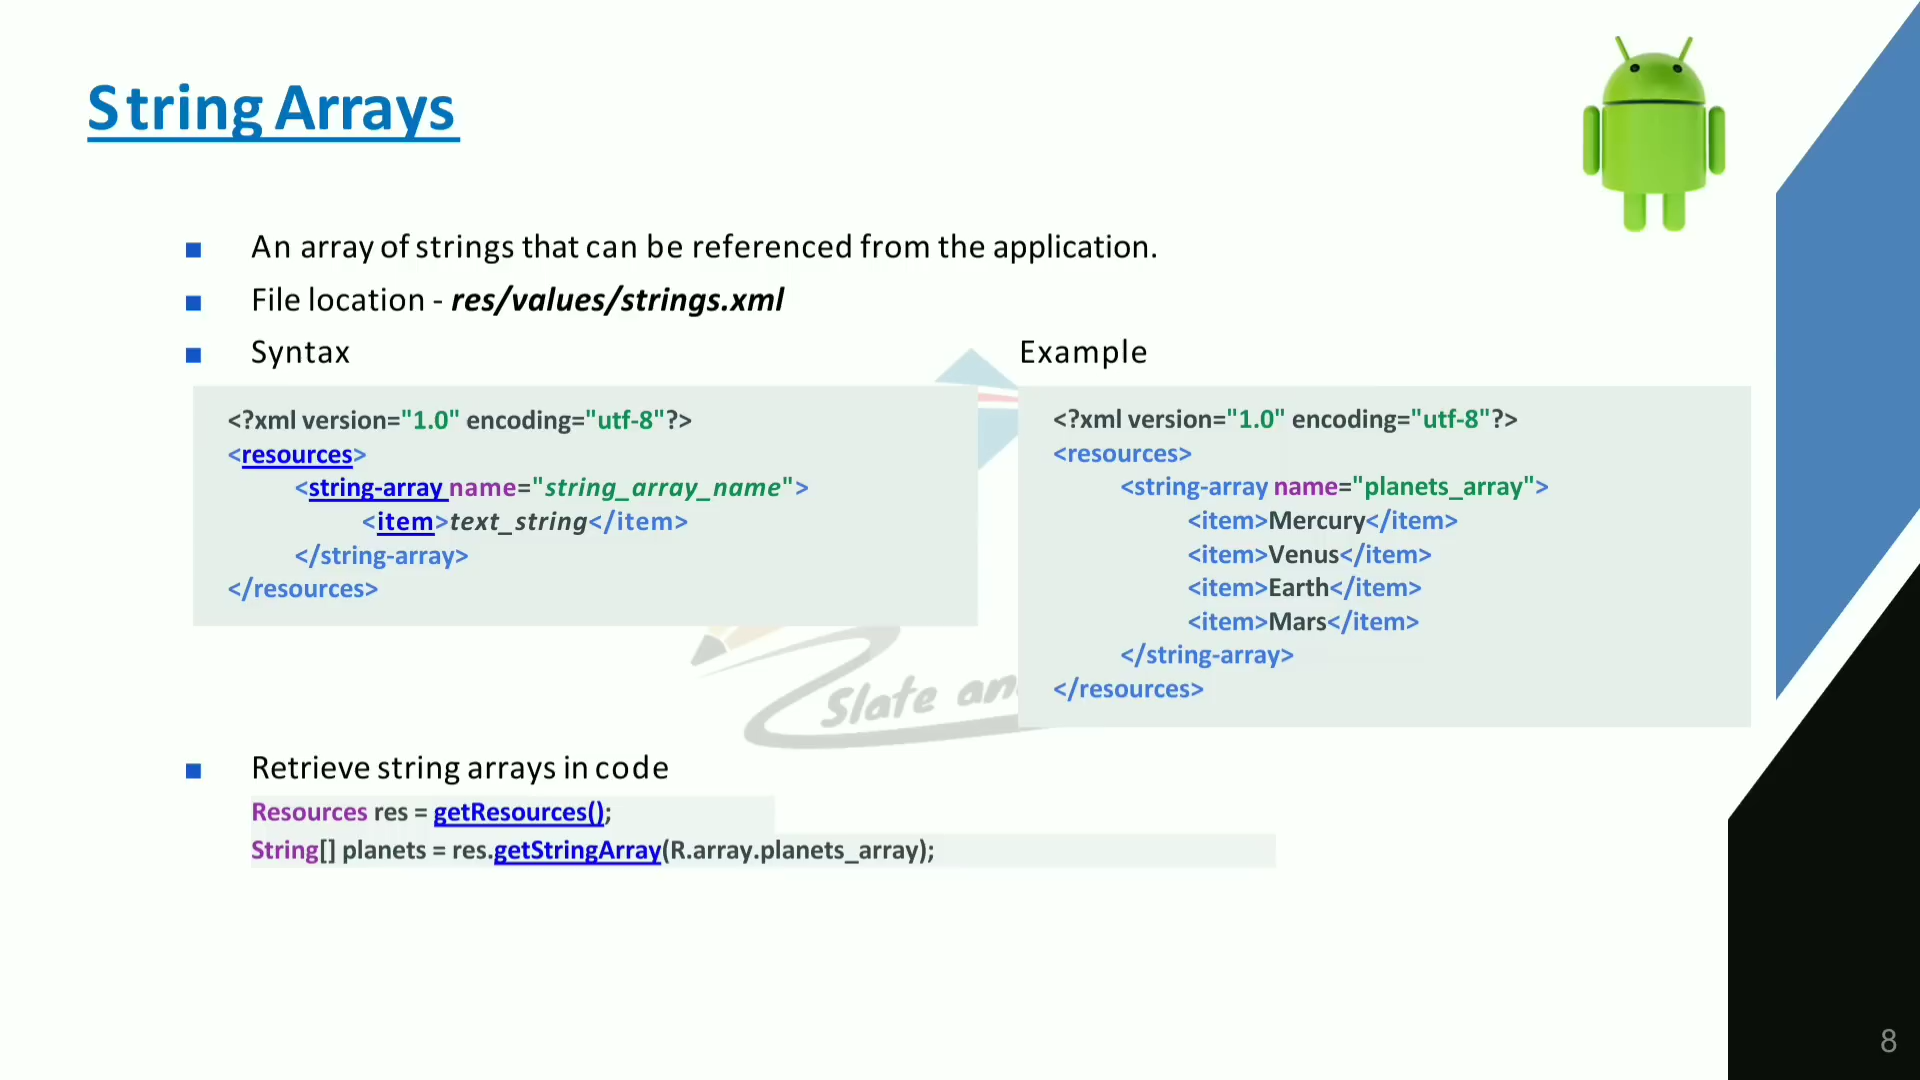 String Arrays
An array of strings that can be referenced from the application.
File location - res/values/strings.xml
Syntax
<?xml version="1.0" encoding="utf-8"?>
<resources>
<string-array name="string_array_name">
<item>text_string</item>
</string-array>
</resources>
Example
<?xml version="1.0" encoding="utf-8"?>
<resources>
<string-array name="planets_array">
<item>Mercury</item>
<item>Venus</item>
<item>Earth</item>
<item>Mars</item>
</string-array>
</resources>
Slate an
Retrieve string arrays in code
Resources res = getResources();
String[] planets = res.getStringArray(R.array.planets_array);
8